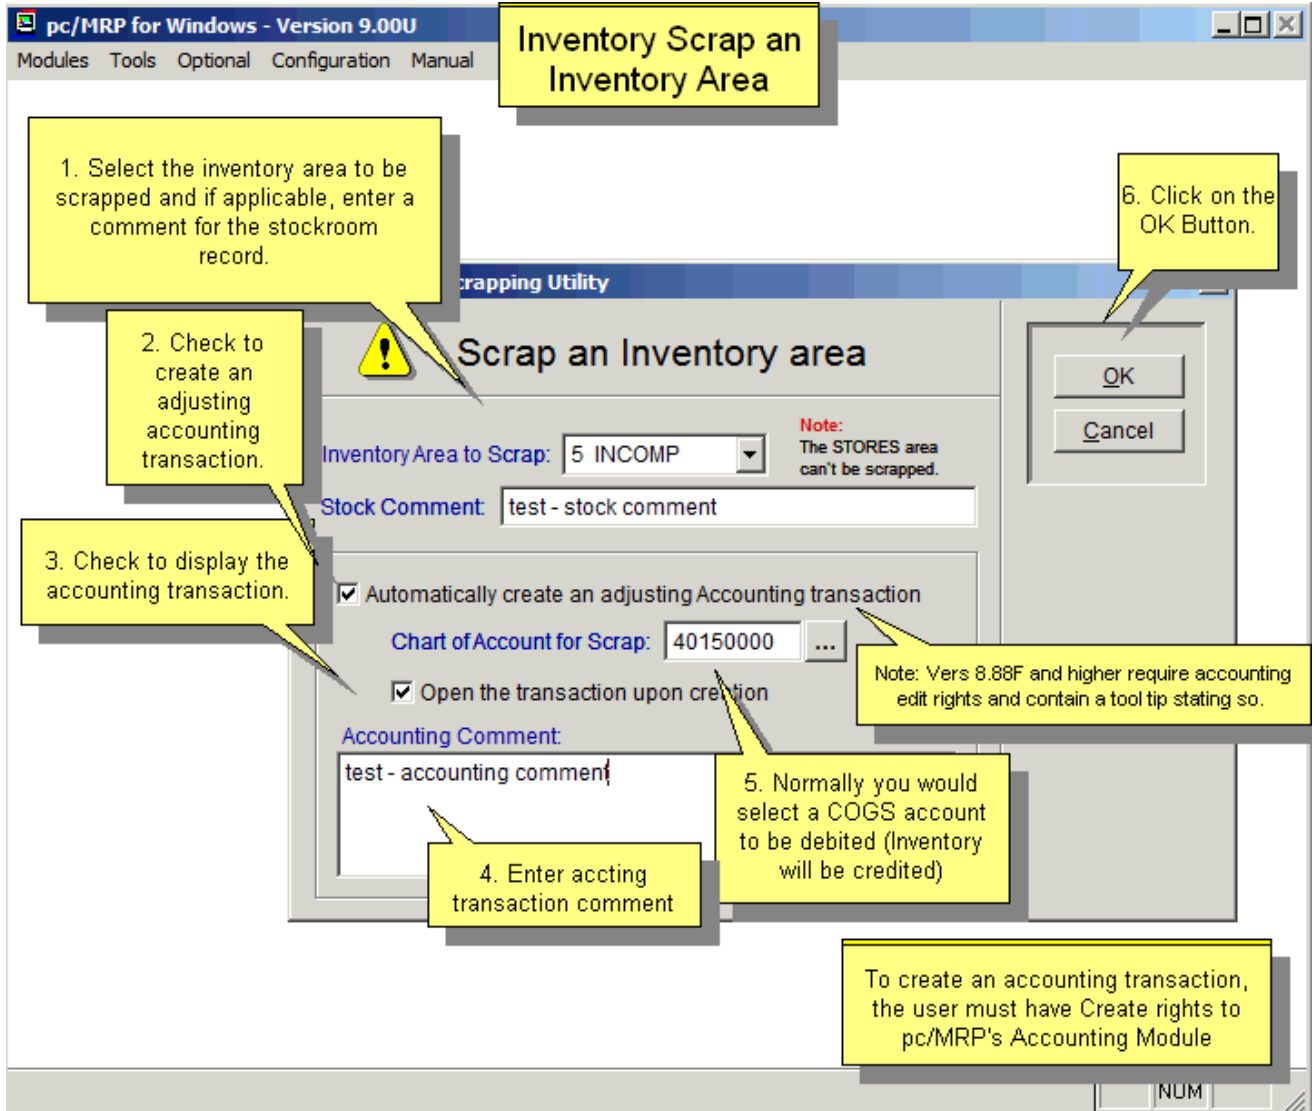 pc/MRP for Windows - Version 9.00U
Inventory Scrap an
Inventory Area
Modules Tools Optional Configuration Manual
1. Select the inventory area to be
scrapped and if applicable, enter a
comment for the stockroom
record.
6. Click on the
OK Button.
crapping Utility
2. Check to
create an
adjusting
accounting
transaction.
Scrap an Inventory area
OK
Cancel
Inventory Area to Scrap: 5 INCOMP
Note:
The STORES area
can't be scrapped.
Stock Comment: test - stock comment
3. Check to display the
accounting transaction.
Automatically create an adjusting Accounting transaction
Chart of Account for Scrap: 40150000 ...
Note: Vers 8.88F and higher require accounting
edit rights and contain a tool tip stating so.
Open the transaction upon creation
Accounting Comment:
test - accounting comment
5. Normally you would
select a COGS account
to be debited (Inventory
will be credited)
4. Enter accting
transaction comment
To create an accounting transaction,
the user must have Create rights to
pc/MRP's Accounting Module
NUM